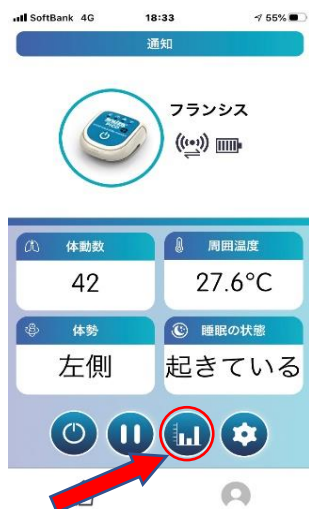 SoftBank 4G 18:33 55%
通知
フランシス
体動数 周囲温度
42 27.6°C
体勢 睡眠の状態
左側 起きている